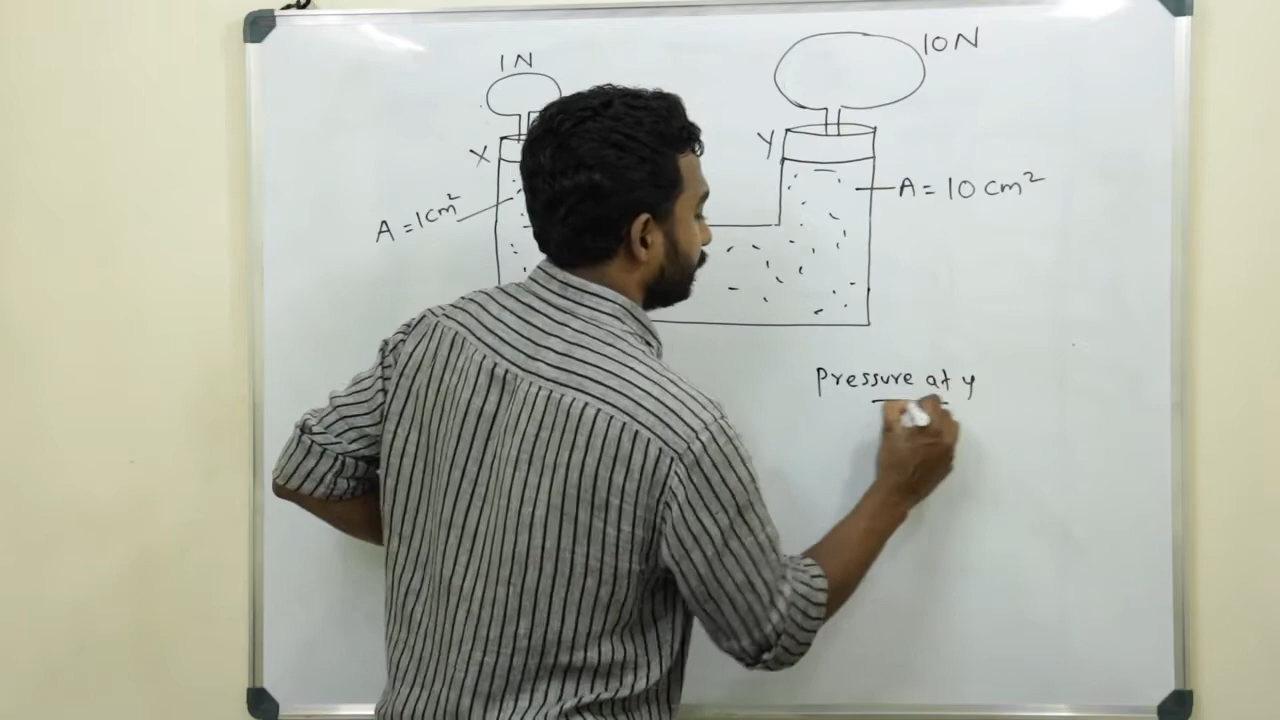 1N
10N
X
Y
A = 1cm²
A = 10 cm²
Pressure at y